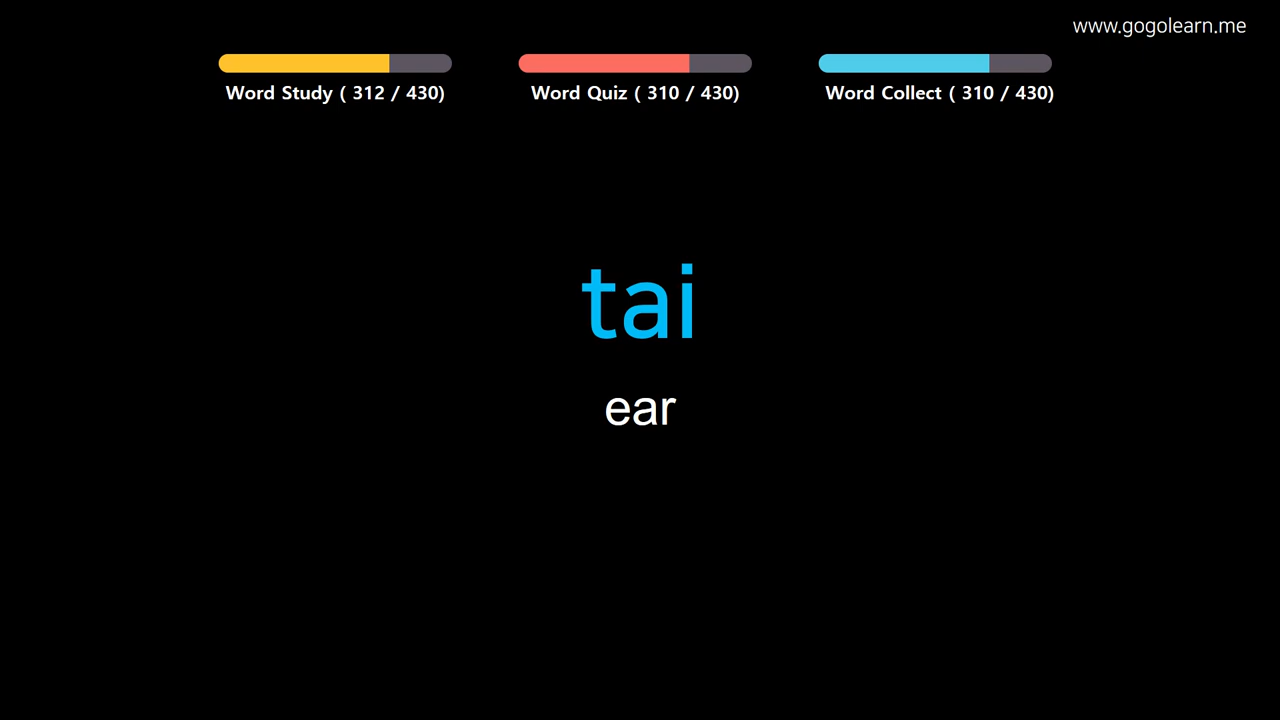 www.gogolearn.me
Word Study ( 312 / 430)
Word Quiz ( 310 / 430)
Word Collect ( 310 / 430)
tai
ear